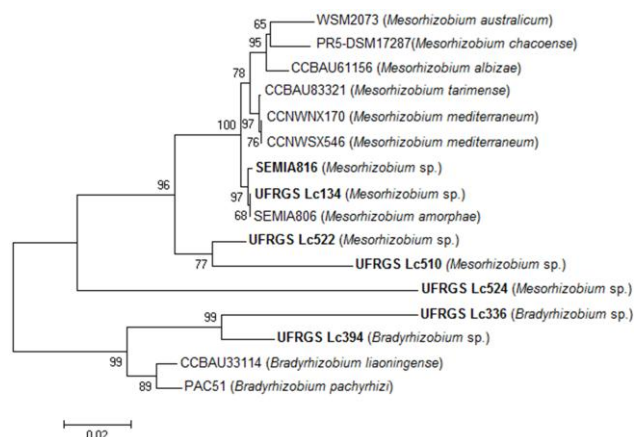 65
WSM2073 (Mesorhizobium australicum)
95
PR5-DSM17287(Mesorhizobium chacoense)
78
CCBAU61156 (Mesorhizobium albizae)
CCBAU83321 (Mesorhizobium tarimense)
100
97
CCNWNX170 (Mesorhizobium mediterraneum)
76
CCNWSX546 (Mesorhizobium mediterraneum)
96
SEMIA816 (Mesorhizobium sp.)
97
UFRGS Lc134 (Mesorhizobium sp.)
68
SEMIA806 (Mesorhizobium amorphae)
UFRGS Lc522 (Mesorhizobium sp.)
77
UFRGS Lc510 (Mesorhizobium sp.)
UFRGS Lc524 (Mesorhizobium sp.)
99
UFRGS Lc336 (Bradyrhizobium sp.)
UFRGS Lc394 (Bradyrhizobium sp.)
99
CCBAU33114 (Bradyrhizobium liaoningense)
89
PAC51 (Bradyrhizobium pachyrhizi)
0.02